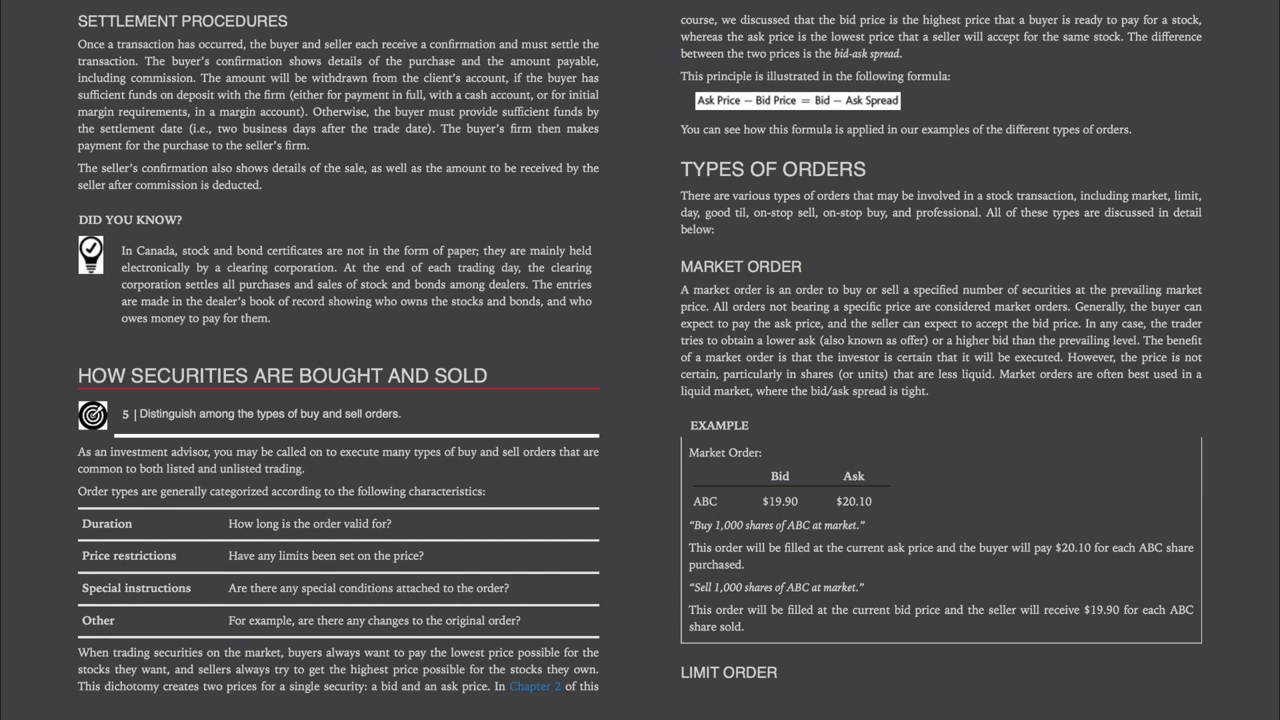 SETTLEMENT PROCEDURES
Once a transaction has occurred, the buyer and seller each receive a confirmation and must settle the
transaction. The buyer’s confirmation shows details of the purchase and the amount payable,
including commission. The amount will be withdrawn from the client’s account, if the buyer has
sufficient funds on deposit with the firm (either for payment in full, with a cash account, or for initial
margin requirements, in a margin account). Otherwise, the buyer must provide sufficient funds by
the settlement date (i.e., two business days after the trade date). The buyer’s firm then makes
payment for the purchase to the seller’s firm.
The seller’s confirmation also shows details of the sale, as well as the amount to be received by the
seller after commission is deducted.
DID YOU KNOW?
In Canada, stock and bond certificates are not in the form of paper; they are mainly held
electronically by a clearing corporation. At the end of each trading day, the clearing
corporation settles all purchases and sales of stock and bonds among dealers. The entries
are made in the dealer’s book of record showing who owns the stocks and bonds, and who
owes money to pay for them.
HOW SECURITIES ARE BOUGHT AND SOLD
5 | Distinguish among the types of buy and sell orders.
As an investment advisor, you may be called on to execute many types of buy and sell orders that are
common to both listed and unlisted trading.
Order types are generally categorized according to the following characteristics:
Duration How long is the order valid for?
Price restrictions Have any limits been set on the price?
Special instructions Are there any special conditions attached to the order?
Other For example, are there any changes to the original order?
When trading securities on the market, buyers always want to pay the lowest price possible for the
stocks they want, and sellers always try to get the highest price possible for the stocks they own.
This dichotomy creates two prices for a single security: a bid and an ask price. In Chapter 2 of this
course, we discussed that the bid price is the highest price that a buyer is ready to pay for a stock,
whereas the ask price is the lowest price that a seller will accept for the same stock. The difference
between the two prices is the bid-ask spread.
This principle is illustrated in the following formula:
Ask Price − Bid Price = Bid − Ask Spread
You can see how this formula is applied in our examples of the different types of orders.
TYPES OF ORDERS
There are various types of orders that may be involved in a stock transaction, including market, limit,
day, good til, on-stop sell, on-stop buy, and professional. All of these types are discussed in detail
below:
MARKET ORDER
A market order is an order to buy or sell a specified number of securities at the prevailing market
price. All orders not bearing a specific price are considered market orders. Generally, the buyer can
expect to pay the ask price, and the seller can expect to accept the bid price. In any case, the trader
tries to obtain a lower ask (also known as offer) or a higher bid than the prevailing level. The benefit
of a market order is that the investor is certain that it will be executed. However, the price is not
certain, particularly in shares (or units) that are less liquid. Market orders are often best used in a
liquid market, where the bid/ask spread is tight.
EXAMPLE
Market Order:
Bid Ask
ABC $19.90 $20.10
“Buy 1,000 shares of ABC at market.”
This order will be filled at the current ask price and the buyer will pay $20.10 for each ABC share
purchased.
“Sell 1,000 shares of ABC at market.”
This order will be filled at the current bid price and the seller will receive $19.90 for each ABC
share sold.
LIMIT ORDER